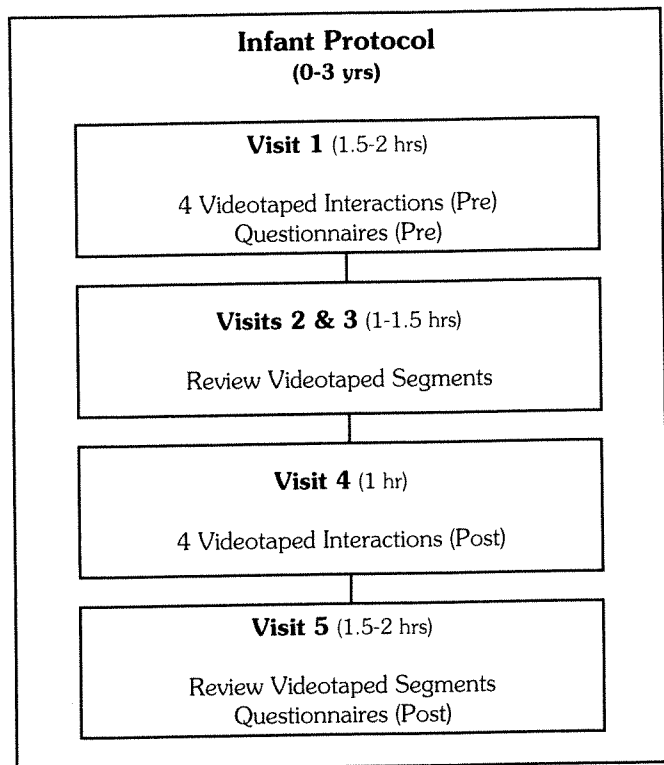 Infant Protocol
(0-3 yrs)
Visit 1 (1.5-2 hrs)
4 Videotaped Interactions (Pre)
Questionnaires (Pre)
Visits 2 & 3 (1-1.5 hrs)
Review Videotaped Segments
Visit 4 (1 hr)
4 Videotaped Interactions (Post)
Visit 5 (1.5-2 hrs)
Review Videotaped Segments
Questionnaires (Post)